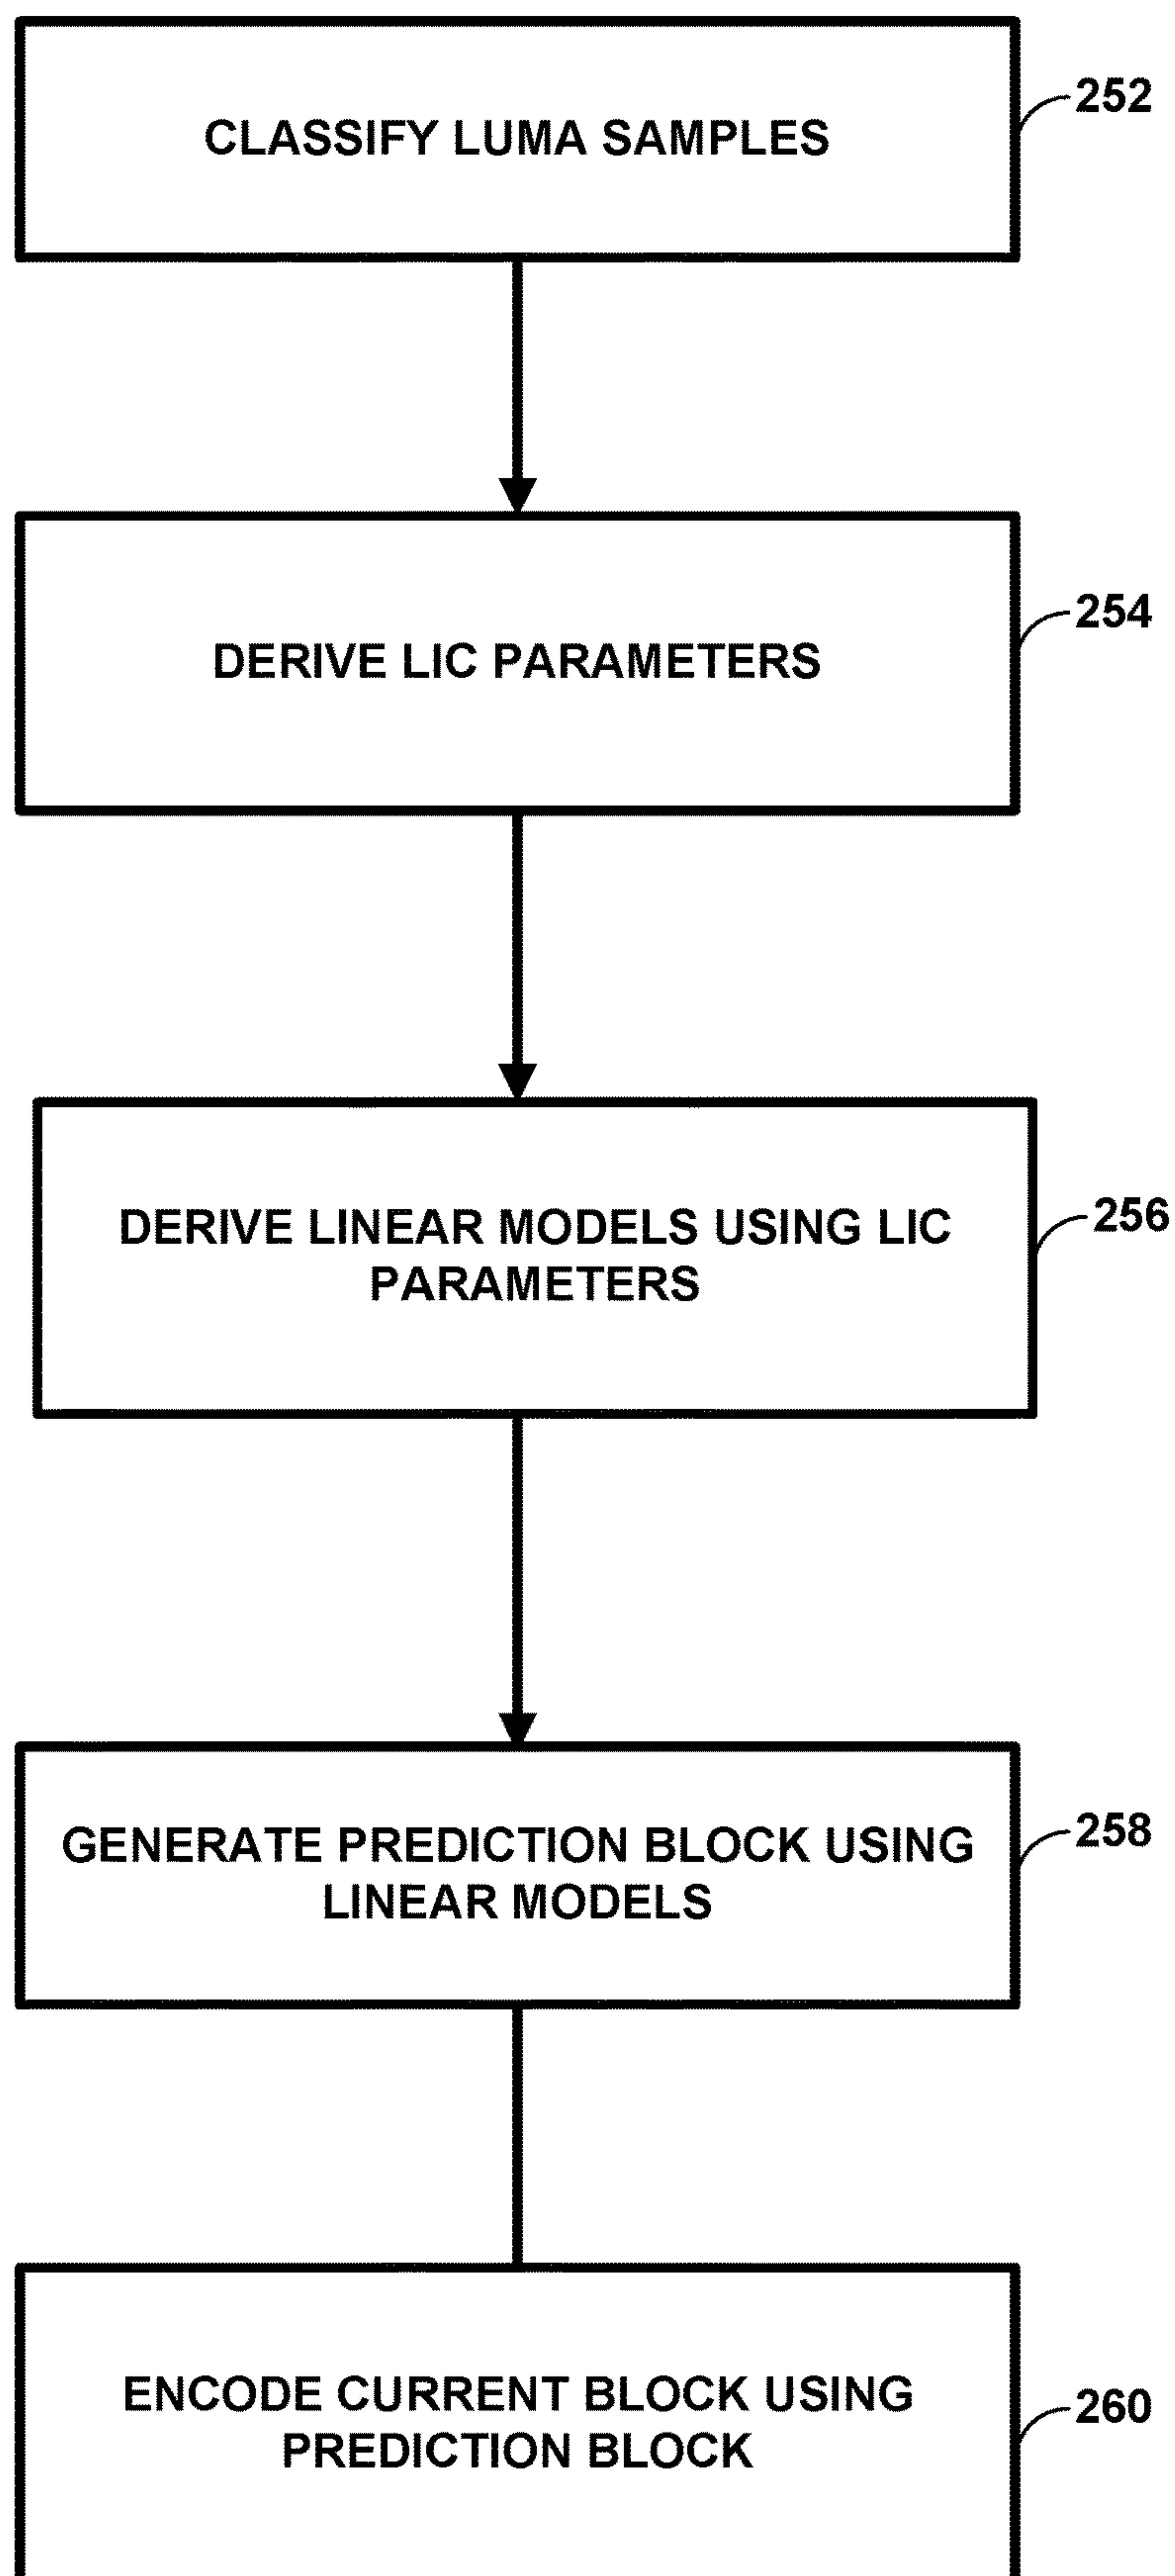 CLASSIFY LUMA SAMPLES
252
DERIVE LIC PARAMETERS
254
DERIVE LINEAR MODELS USING LIC
PARAMETERS
256
GENERATE PREDICTION BLOCK USING
LINEAR MODELS
258
ENCODE CURRENT BLOCK USING
PREDICTION BLOCK
260